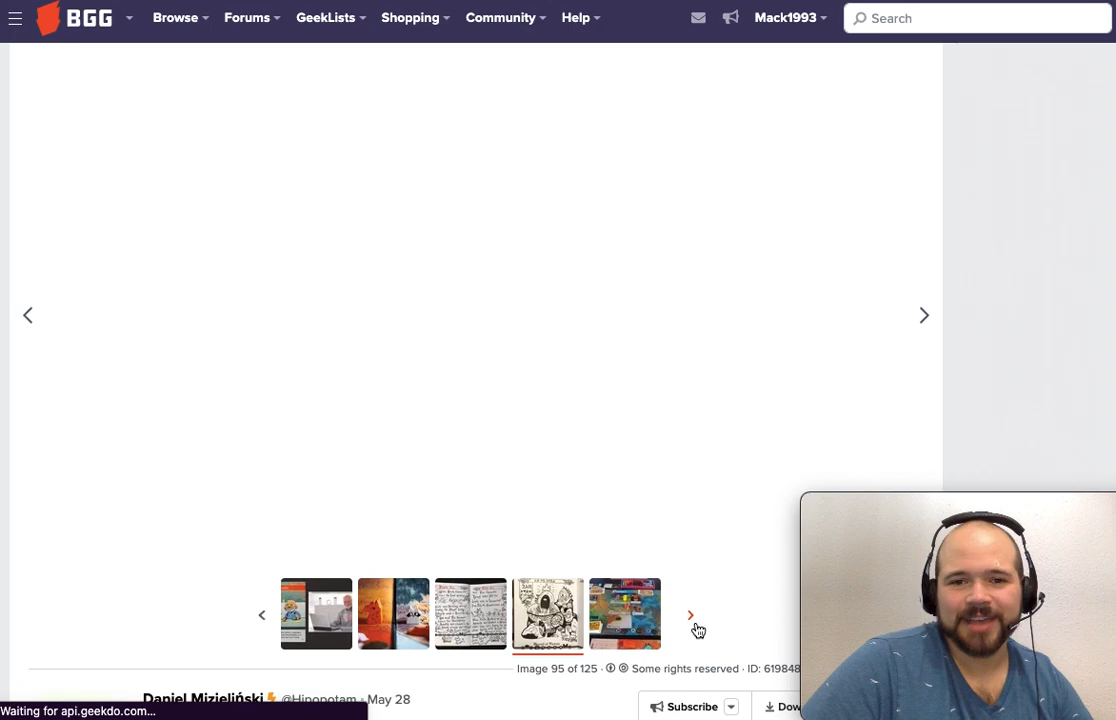 BGG Browse Forums GeekLists Shopping Community Help Mack1993 Search
Image 95 of 125 · Some rights reserved · ID: 619848
Daniel Mizieliński @Hipopotam · May 28
Subscribe
Dow
Waiting for api.geekdo.com...